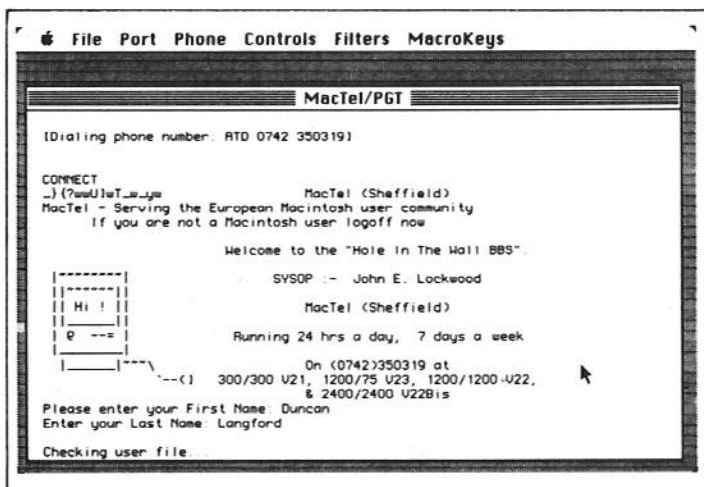 File Port Phone Controls Filters MacroKeys
MacTel/PGT
[Dialing phone number: ATD 0742 350319]
CONNECT
MacTel (Sheffield)
MacTel - Serving the European Macintosh user community
If you are not a Macintosh user logoff now
Welcome to the "Hole In The Wall BBS".
SYSOP :- John E. Lockwood
Hi !
MacTel (Sheffield)
Running 24 hrs a day, 7 days a week
On (0742)350319 at
300/300 V21, 1200/75 V23, 1200/1200 V22,
& 2400/2400 V22Bis
Please enter your First Name: Duncan
Enter your Last Name: Langford
Checking user file...